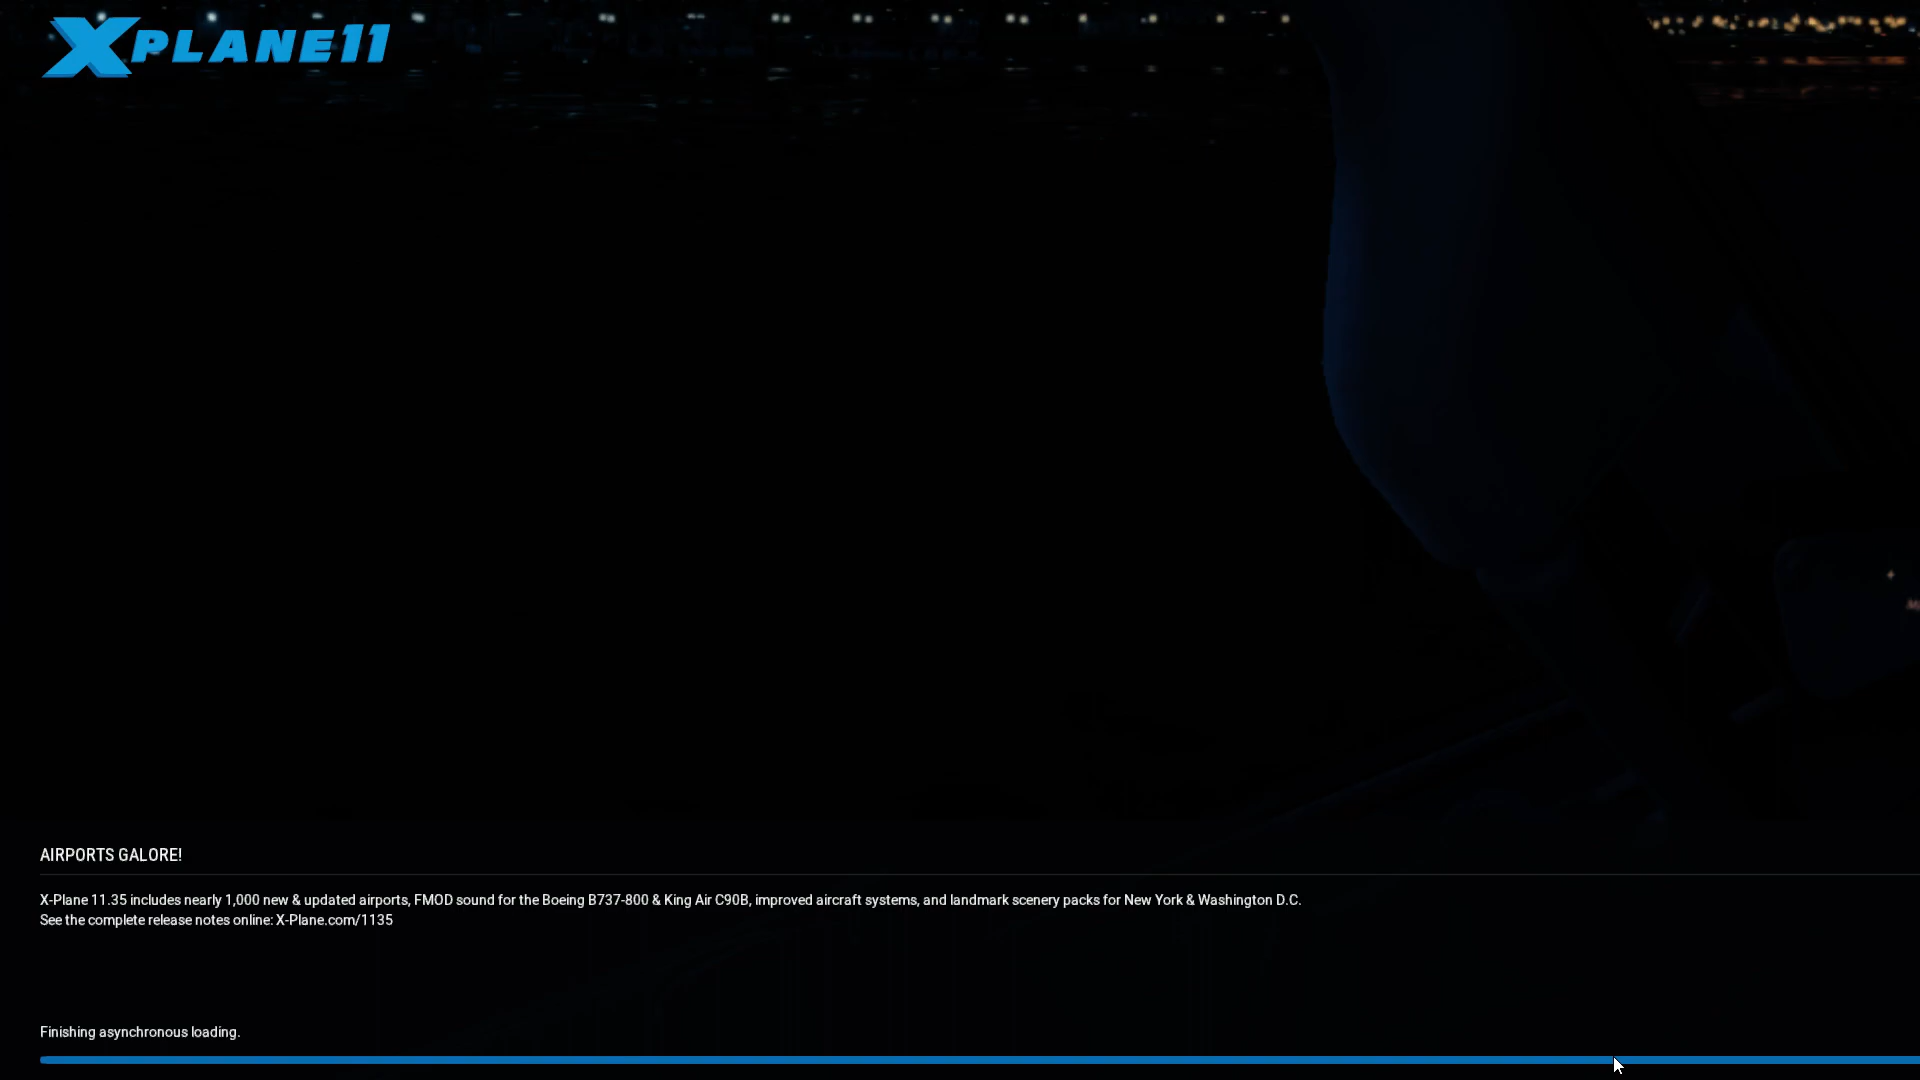 XPLANE11
AIRPORTS GALORE!
X-Plane 11.35 includes nearly 1,000 new & updated airports, FMOD sound for the Boeing B737-800 & King Air C90B, improved aircraft systems, and landmark scenery packs for New York & Washington D.C.
See the complete release notes online: X-Plane.com/1135
Finishing asynchronous loading.